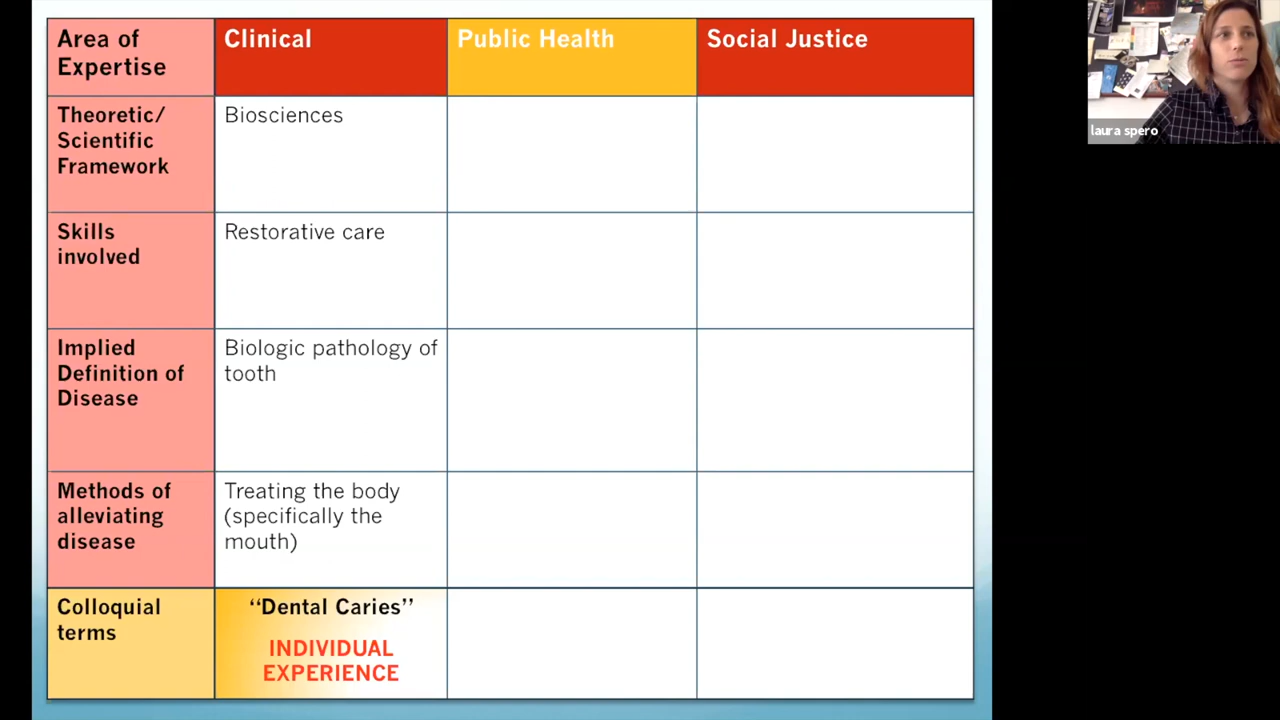 Area of
Expertise
Clinical
Public Health
Social Justice
Theoretic/
Scientific
Framework
Biosciences
Skills
involved
Restorative care
Implied
Definition of
Disease
Biologic pathology of
tooth
Methods of
alleviating
disease
Treating the body
(specifically the
mouth)
Colloquial
terms
“Dental Caries”
INDIVIDUAL
EXPERIENCE
laura spero